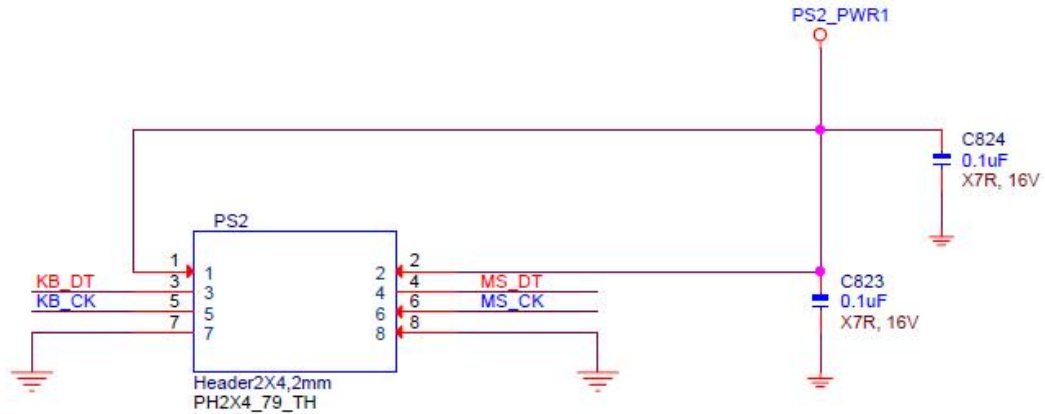 PS2_PWR1
C824
0.1uF
X7R, 16V
PS2
1 1 2 2
KB_DT 3 3 4 4 MS_DT
KB_CK 5 5 6 6 MS_CK
7 7 8 8
C823
0.1uF
X7R, 16V
Header2X4,2mm
PH2X4_79_TH